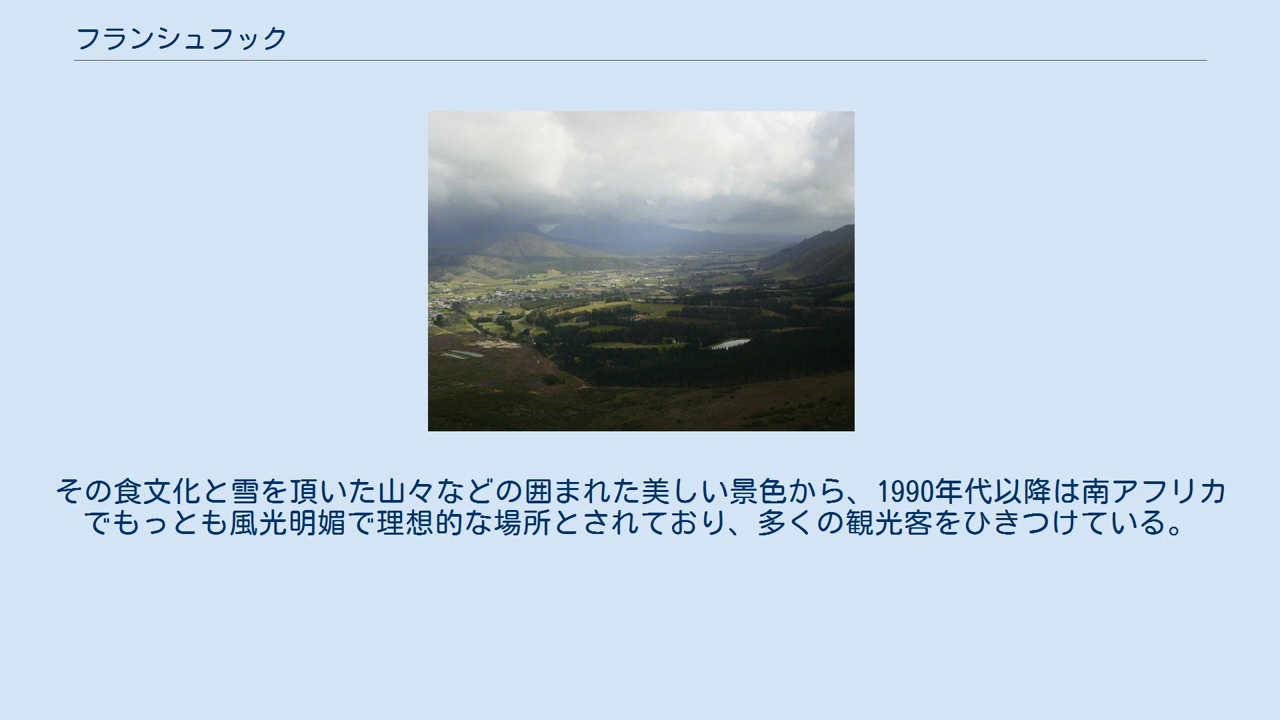 フランシュフック
その食文化と雪を頂いた山々などの囲まれた美しい景色から、1990年代以降は南アフリカ
でもっとも風光明媚で理想的な場所とされており、多くの観光客をひきつけている。